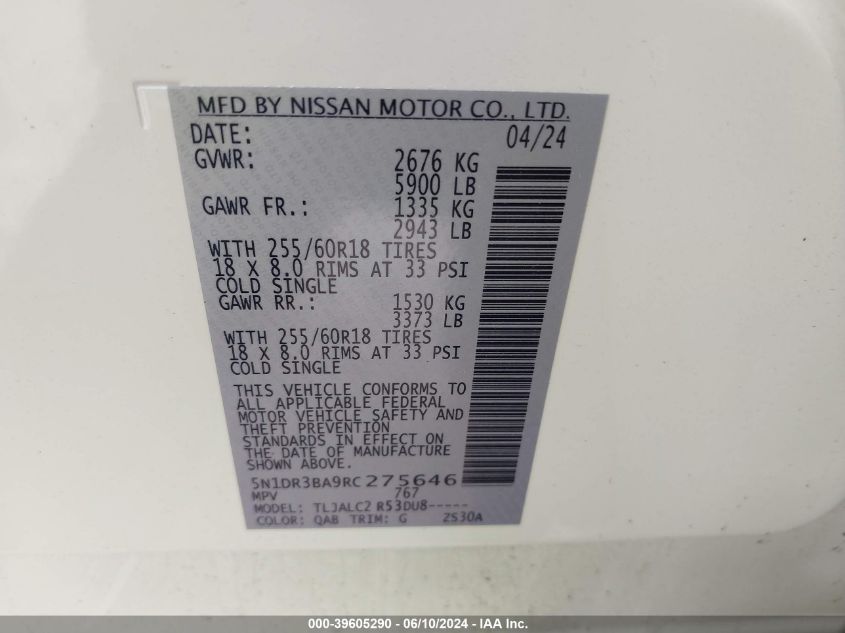 MFD BY NISSAN MOTOR CO., LTD.
DATE: 04/24
GVWR: 2676 KG
5900 LB
GAWR FR.: 1335 KG
2943 LB
WITH 255/60R18 TIRES
18 X 8.0 RIMS AT 33 PSI
COLD SINGLE
GAWR RR.: 1530 KG
3373 LB
WITH 255/60R18 TIRES
18 X 8.0 RIMS AT 33 PSI
COLD SINGLE
THIS VEHICLE CONFORMS TO
ALL APPLICABLE FEDERAL
MOTOR VEHICLE SAFETY AND
THEFT PREVENTION
STANDARDS IN EFFECT ON
THE DATE OF MANUFACTURE
SHOWN ABOVE.
5N1DR3BA9RC275646
MPV 767
MODEL: TLJALC2 R53DU8-----
COLOR: QAB TRIM: G 2S30A
000-39605290 - 06/10/2024 - IAA Inc.